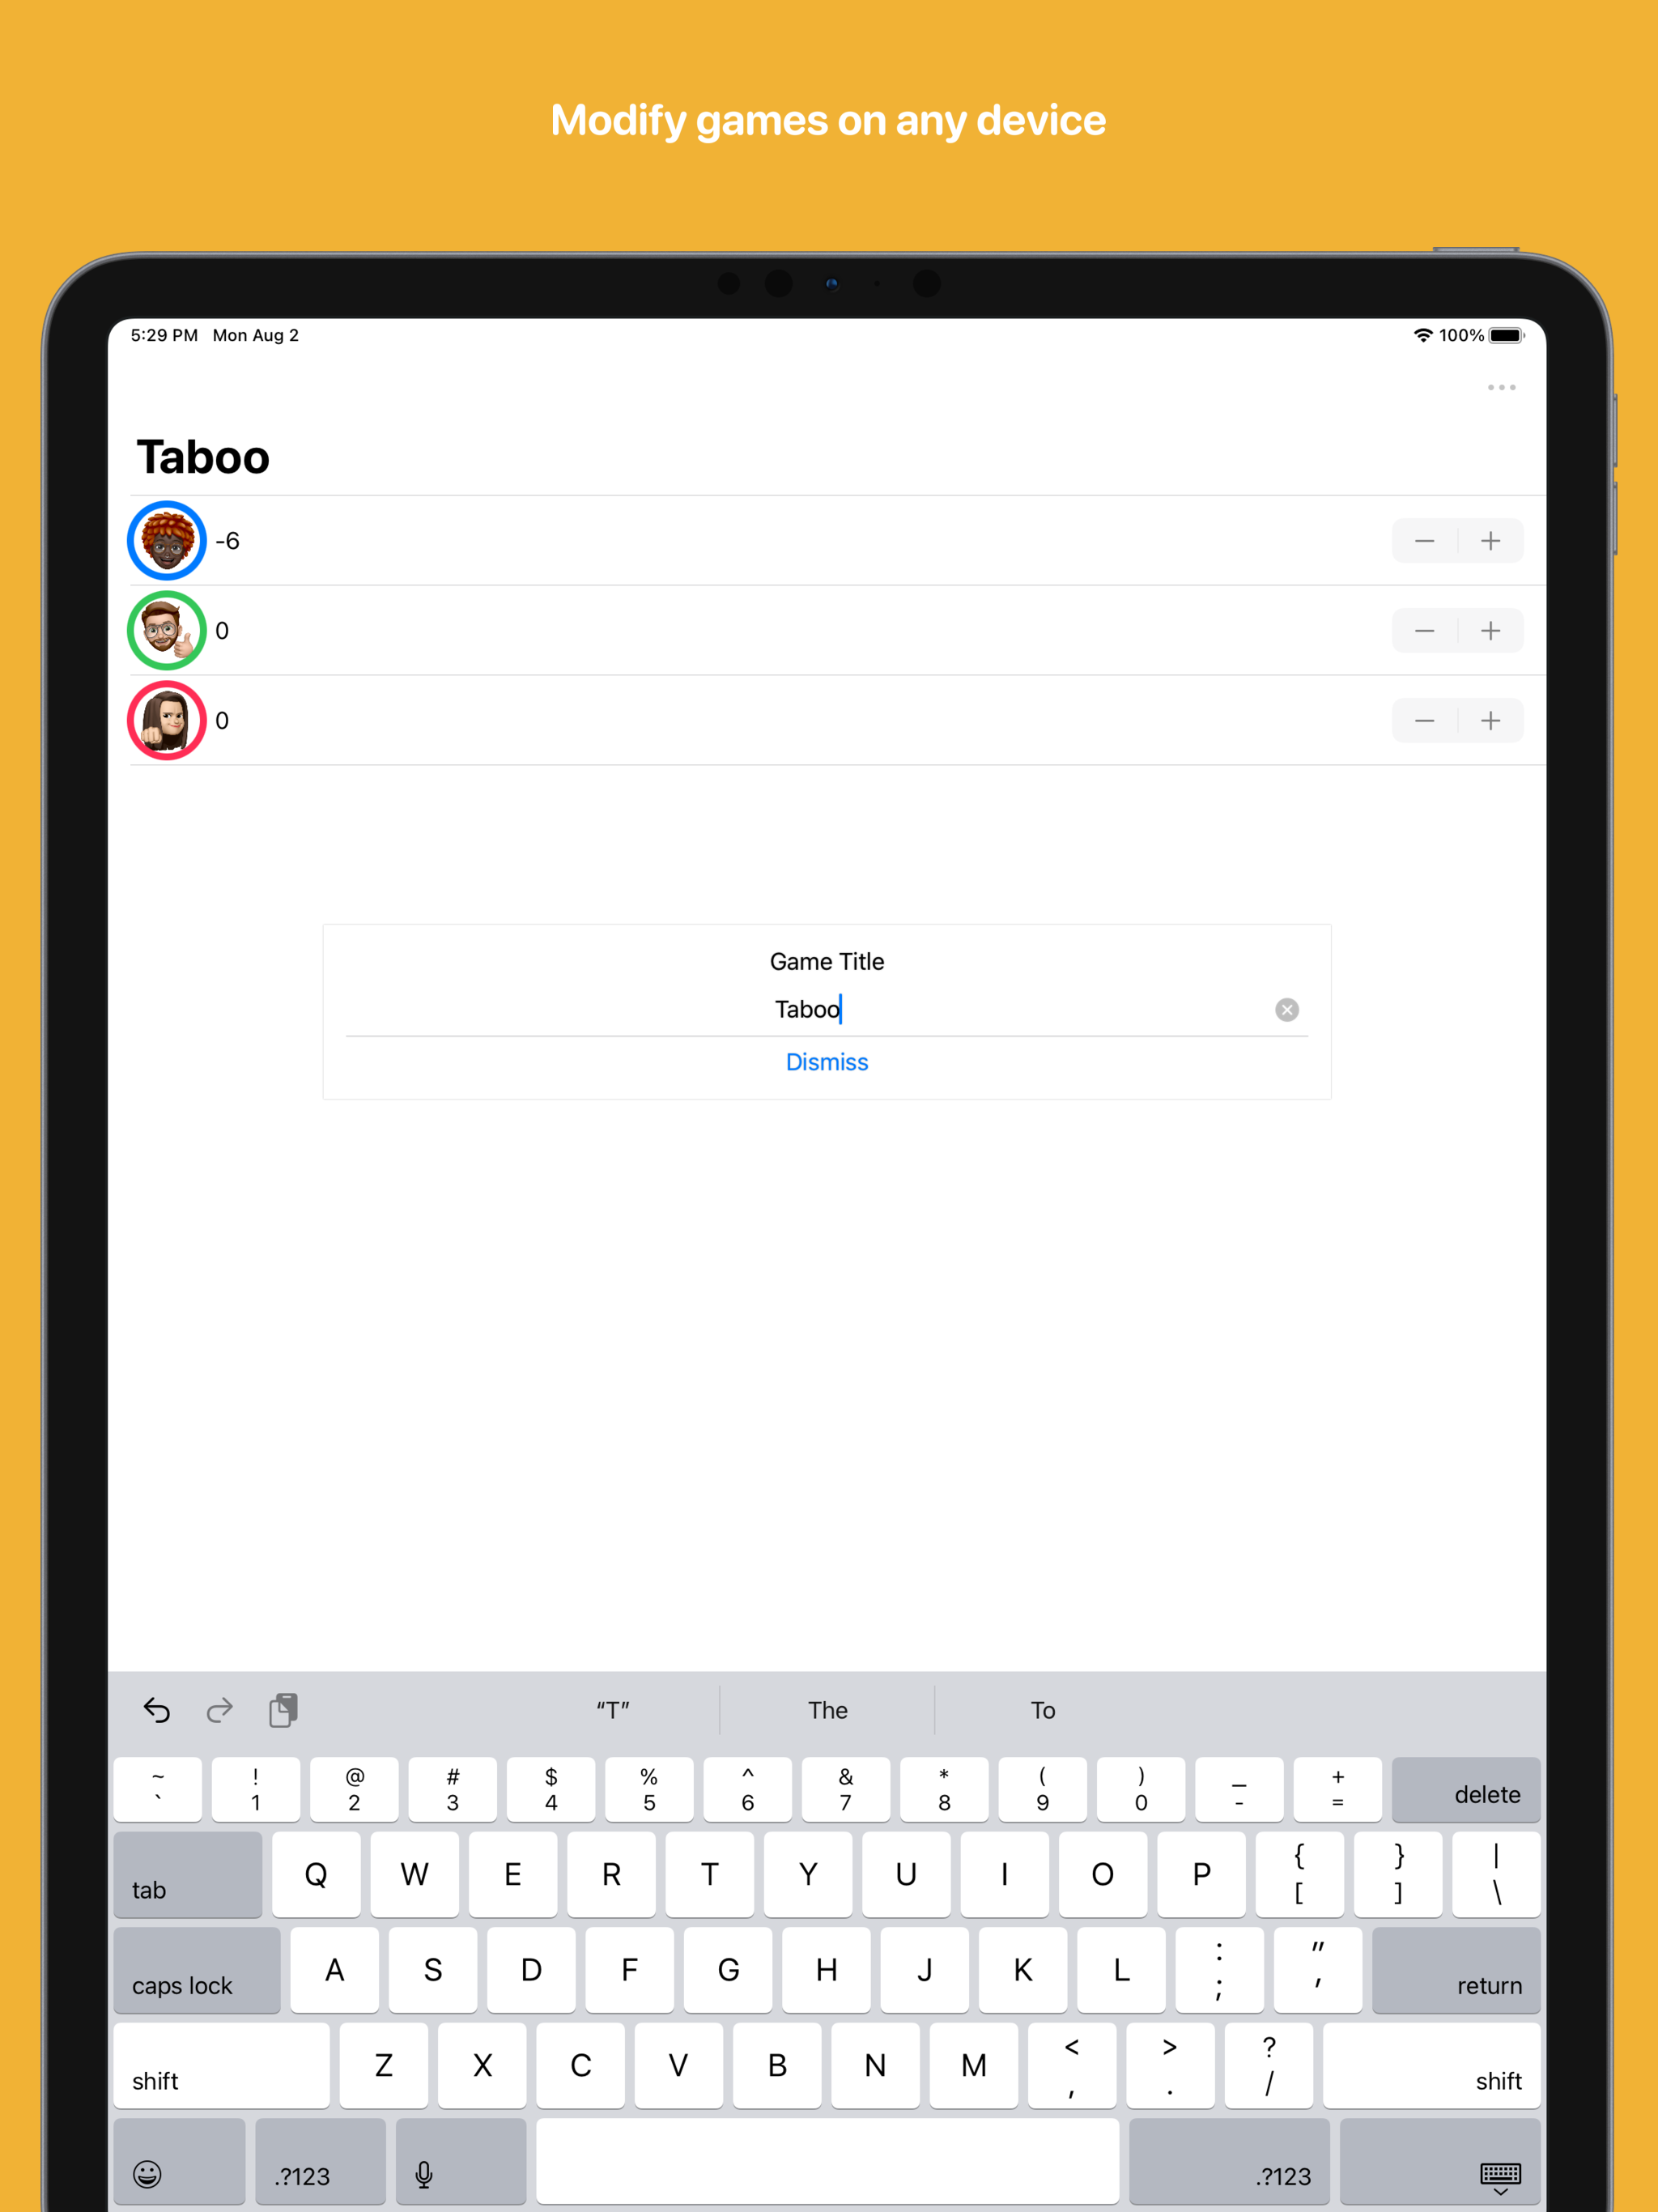 Modify games on any device
5:29 PM Mon Aug 2 100%
Taboo
-6
0
0
Game Title
Taboo
Dismiss
“T” The To
~ ! @ # $ % ^ & * ( ) _ +
` 1 2 3 4 5 6 7 8 9 0 - = delete
tab Q W E R T Y U I O P { } |
[ ] \
caps lock A S D F G H J K L : " return
; '
shift Z X C V B N M < > ? shift
, . /
.?123 .?123